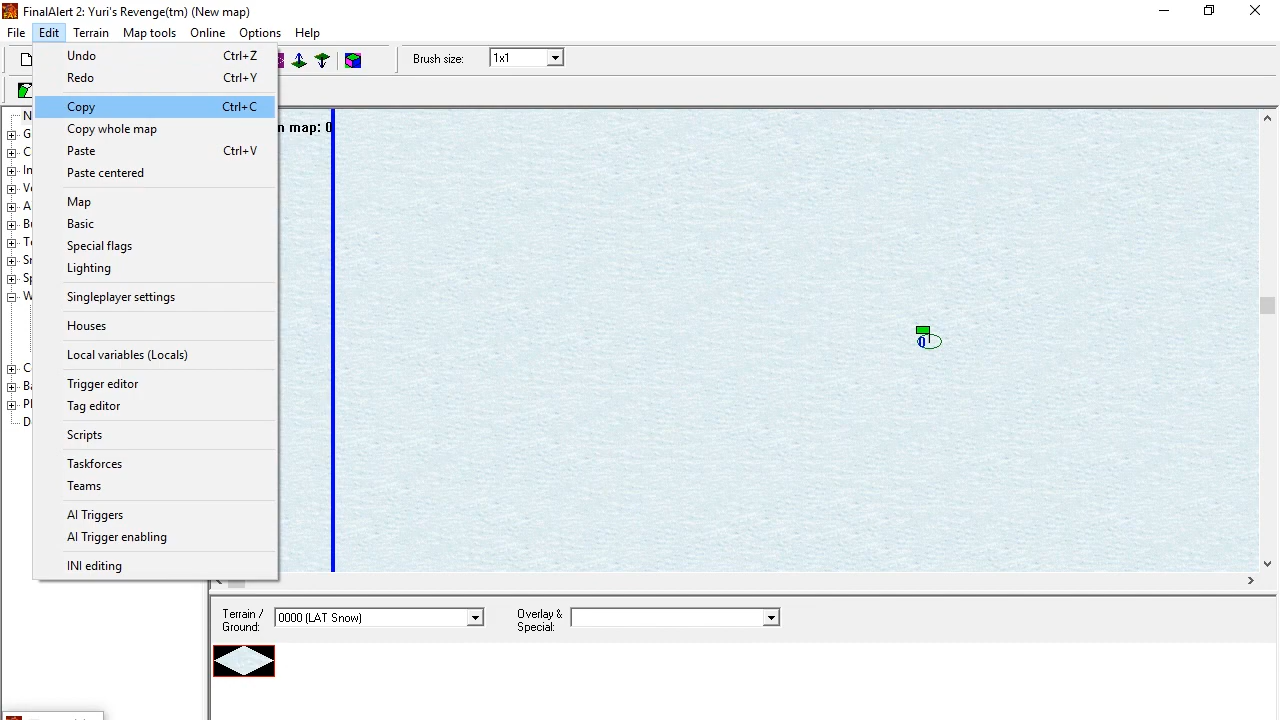 FinalAlert 2: Yuri's Revenge(tm) (New map)
File Edit Terrain Map tools Online Options Help
Undo Ctrl+Z
Redo Ctrl+Y
Copy Ctrl+C
Copy whole map
Paste Ctrl+V
Paste centered
Map
Basic
Special flags
Lighting
Singleplayer settings
Houses
Local variables (Locals)
Trigger editor
Tag editor
Scripts
Taskforces
Teams
AI Triggers
AI Trigger enabling
INI editing
Brush size: 1x1
n map: 0
0
Terrain / Ground: 0000 (LAT Snow)
Overlay & Special: